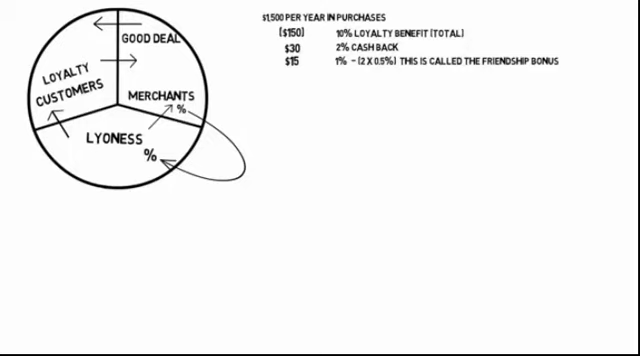 GOOD DEAL
LOYALTY
CUSTOMERS
MERCHANTS
%
LYONESS
%
$1,500 PER YEAR IN PURCHASES
($150) 10% LOYALTY BENEFIT (TOTAL)
$30 2% CASH BACK
$15 1% - (2 X 0.5%) THIS IS CALLED THE FRIENDSHIP BONUS